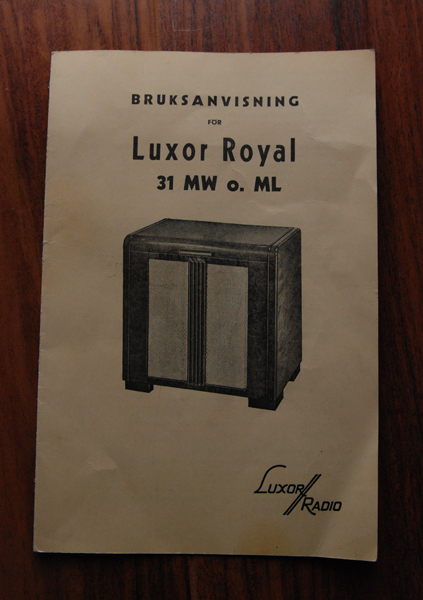 BRUKSANVISNING
FÖR
Luxor Royal
31 MW o. ML
LUXOR
RADIO